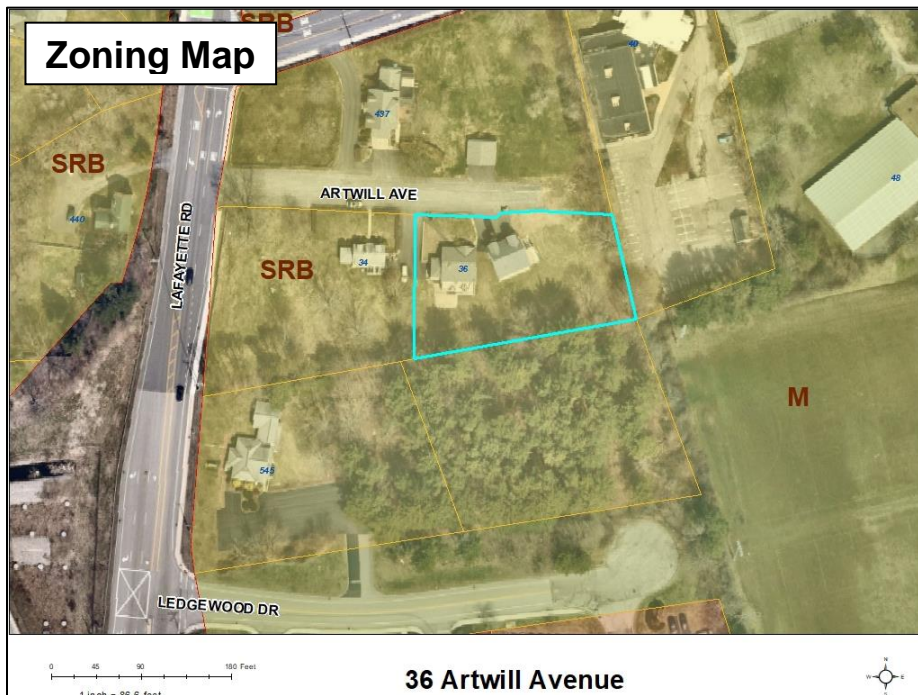 SRB
Zoning Map
40
437
SRB
440
48
ARTWILL AVE
LAFAYETTE RD
SRB
34
36
M
545
LEDGEWOOD DR
0 45 90 180 Feet
1 inch = 86.6 feet
36 Artwill Avenue
N
W E